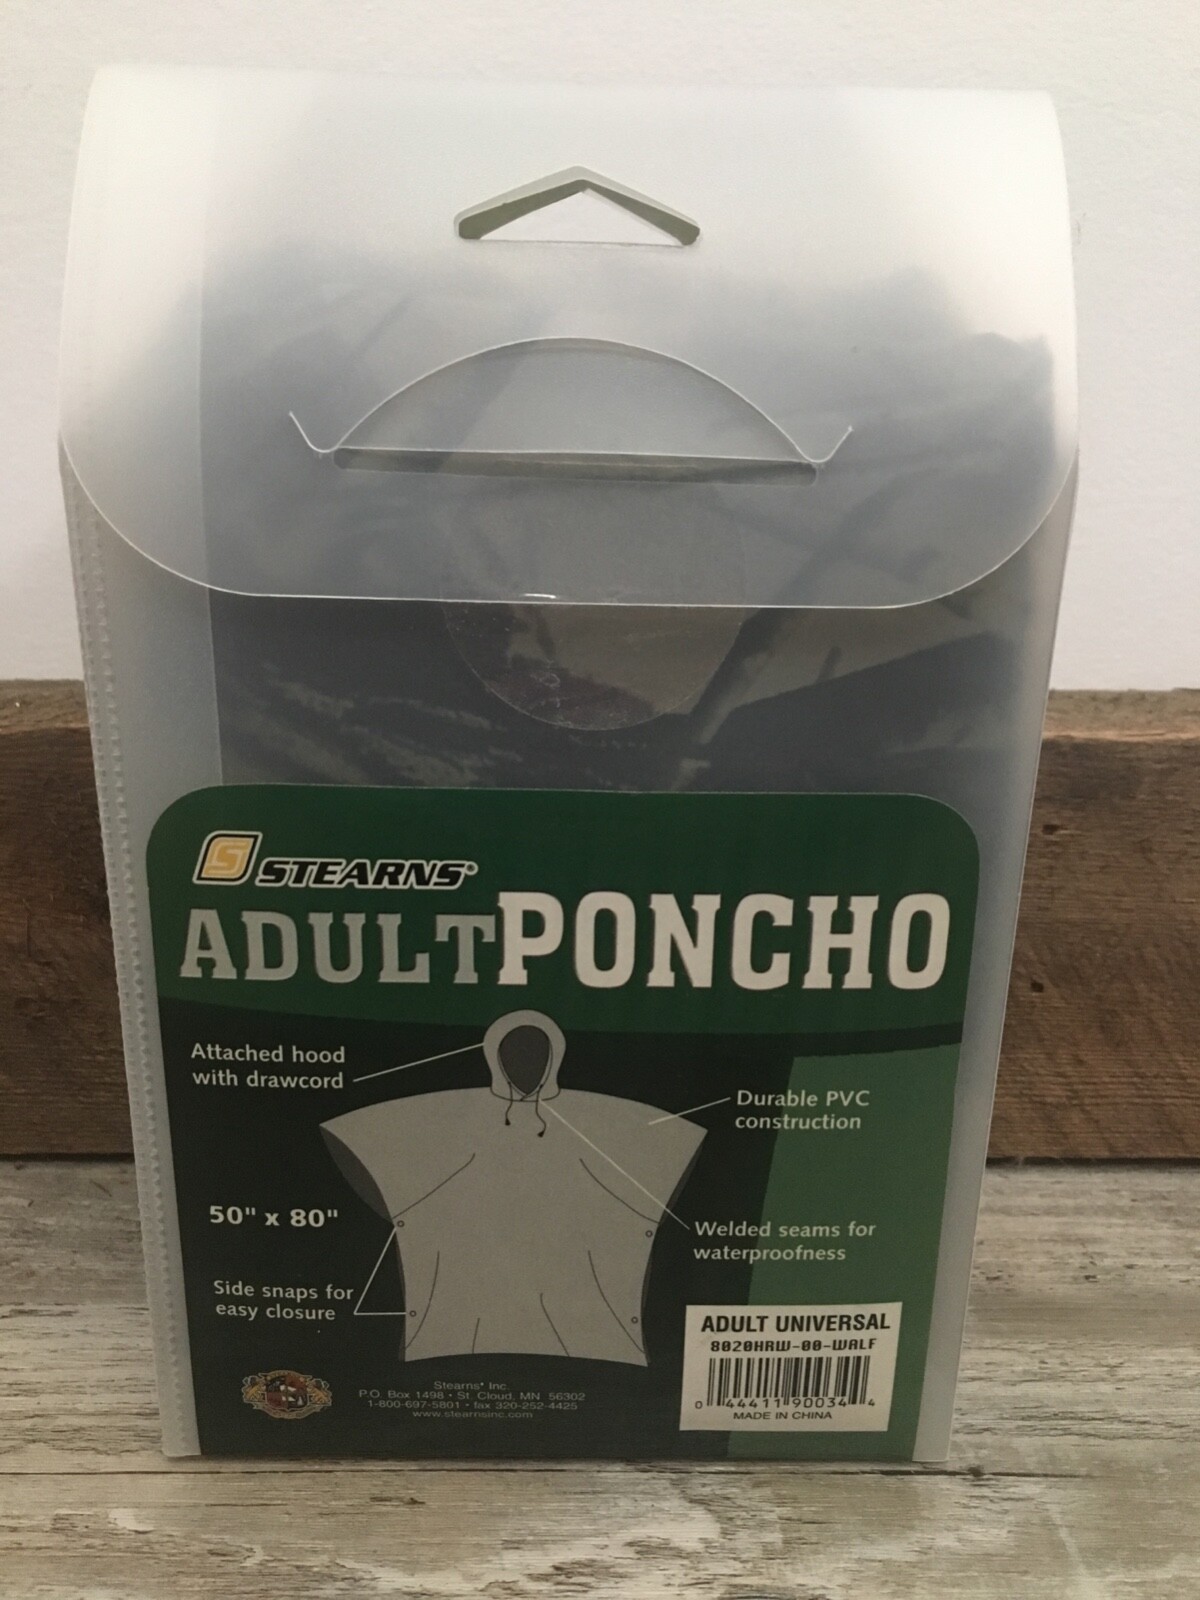 S STEARNS®
ADULT PONCHO
Attached hood
with drawcord
Durable PVC
construction
50" x 80"
Welded seams for
waterproofness
Side snaps for
easy closure
ADULT UNIVERSAL
8020HRW-00-WALF
0 44411 90034 4
MADE IN CHINA
Stearns® Inc.
P.O. Box 1498 • St. Cloud, MN 56302
1-800-697-5801 • fax 320-252-4425
www.stearnsinc.com